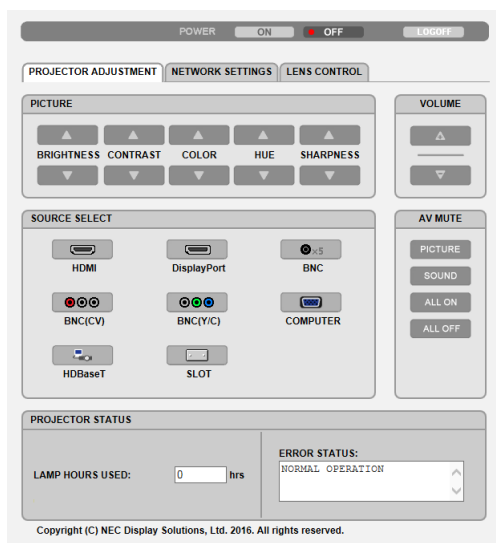 POWER ON OFF LOGOFF
PROJECTOR ADJUSTMENT NETWORK SETTINGS LENS CONTROL
PICTURE
BRIGHTNESS CONTRAST COLOR HUE SHARPNESS
VOLUME
SOURCE SELECT
HDMI DisplayPort ×5 BNC
BNC(CV) BNC(Y/C) COMPUTER
HDBaseT SLOT
AV MUTE
PICTURE
SOUND
ALL ON
ALL OFF
PROJECTOR STATUS
LAMP HOURS USED: 0 hrs
ERROR STATUS:
NORMAL OPERATION
Copyright (C) NEC Display Solutions, Ltd. 2016. All rights reserved.